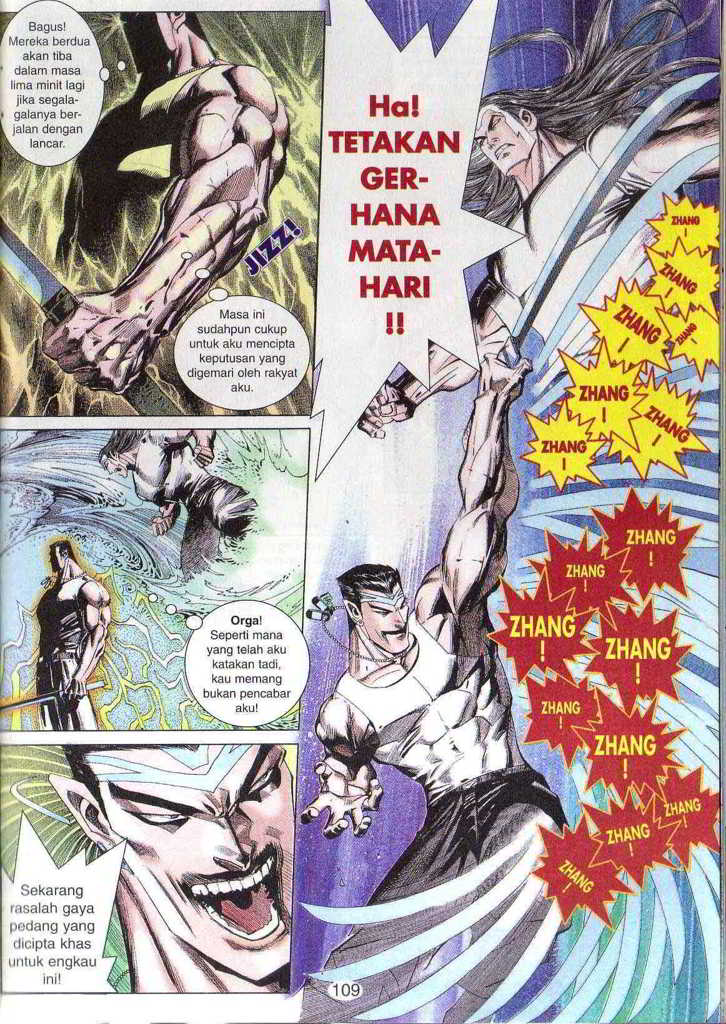 Bagus!
Mereka berdua
akan tiba
dalam masa
lima minit lagi
jika segala-
galanya ber-
jalan dengan
lancar.
JIZZ!
Masa ini
sudahpun cukup
untuk aku mencipta
keputusan yang
digemari oleh rakyat
aku.
Orga!
Seperti mana
yang telah aku
katakan tadi,
kau memang
bukan pencabar
aku!
Sekarang
rasalah gaya
pedang yang
dicipta khas
untuk engkau
ini!
Ha!
TETAKAN
GER-
HANA
MATA-
HARI
!!
ZHANG
!
ZHANG
!
ZHANG
!
ZHANG
!
ZHANG
!
ZHANG
!
ZHANG
!
ZHANG
!
ZHANG
!
ZHANG
!
ZHANG
!
ZHANG
!
ZHANG
!
ZHANG
!
ZHANG
!
ZHANG
!
109